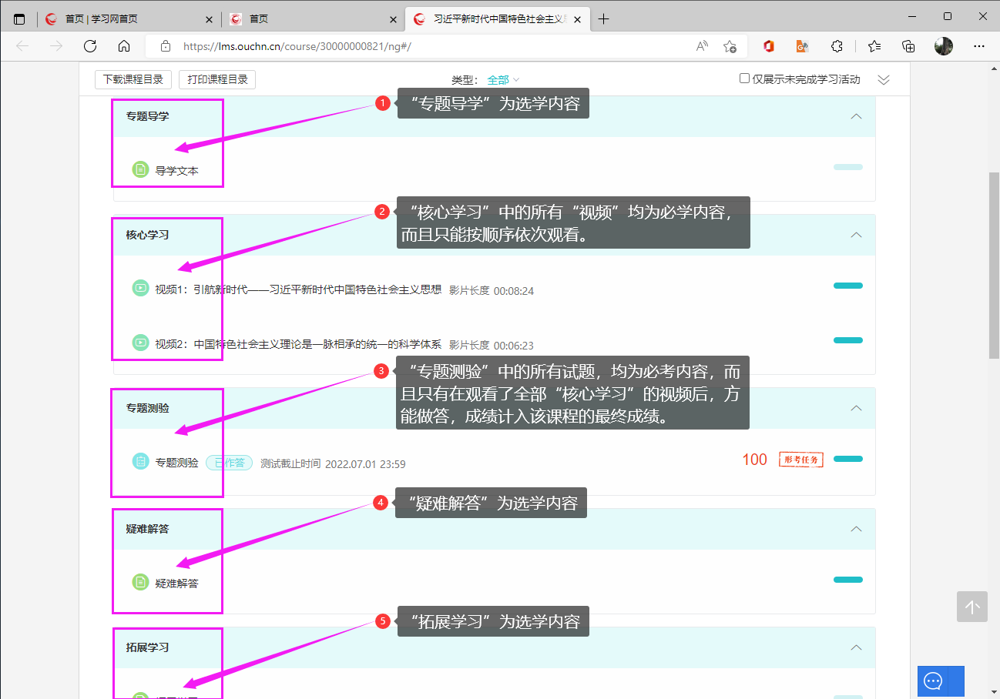 首页 | 学习网首页
首页
习近平新时代中国特色社会主义
https://lms.ouchn.cn/course/30000000821/ng#/
下载课程目录
打印课程目录
类型：
全部
仅展示未完成学习活动
专题导学
1
“专题导学”为选学内容
导学文本
2
“核心学习”中的所有“视频”均为必学内容，
而且只能按顺序依次观看。
核心学习
视频1：引航新时代——习近平新时代中国特色社会主义思想 影片长度 00:08:24
视频2：中国特色社会主义理论是一脉相承的统一的科学体系 影片长度 00:06:23
3
“专题测验”中的所有试题，均为必考内容，而
且只有在观看了全部“核心学习”的视频后，方
能做答，成绩计入该课程的最终成绩。
专题测验
专题测验 已作答 测试截止时间 2022.07.01 23:59
100
形考任务
4
“疑难解答”为选学内容
疑难解答
疑难解答
5
“拓展学习”为选学内容
拓展学习